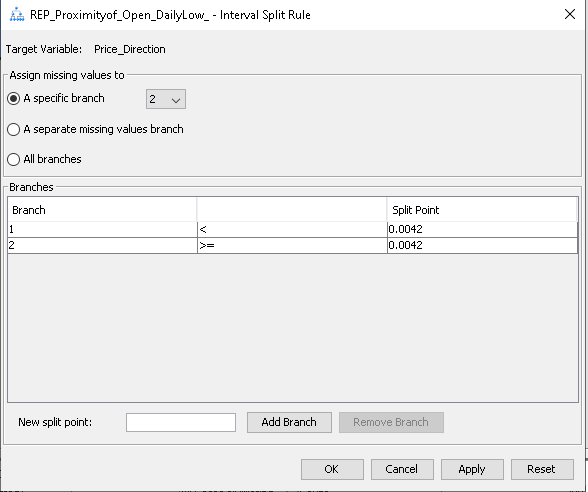 REP_Proximityof_Open_DailyLow_ - Interval Split Rule
Target Variable: Price_Direction
Assign missing values to
A specific branch 2
A separate missing values branch
All branches
Branches
Branch Split Point
1 < 0.0042
2 >= 0.0042
New split point: Add Branch Remove Branch
OK Cancel Apply Reset